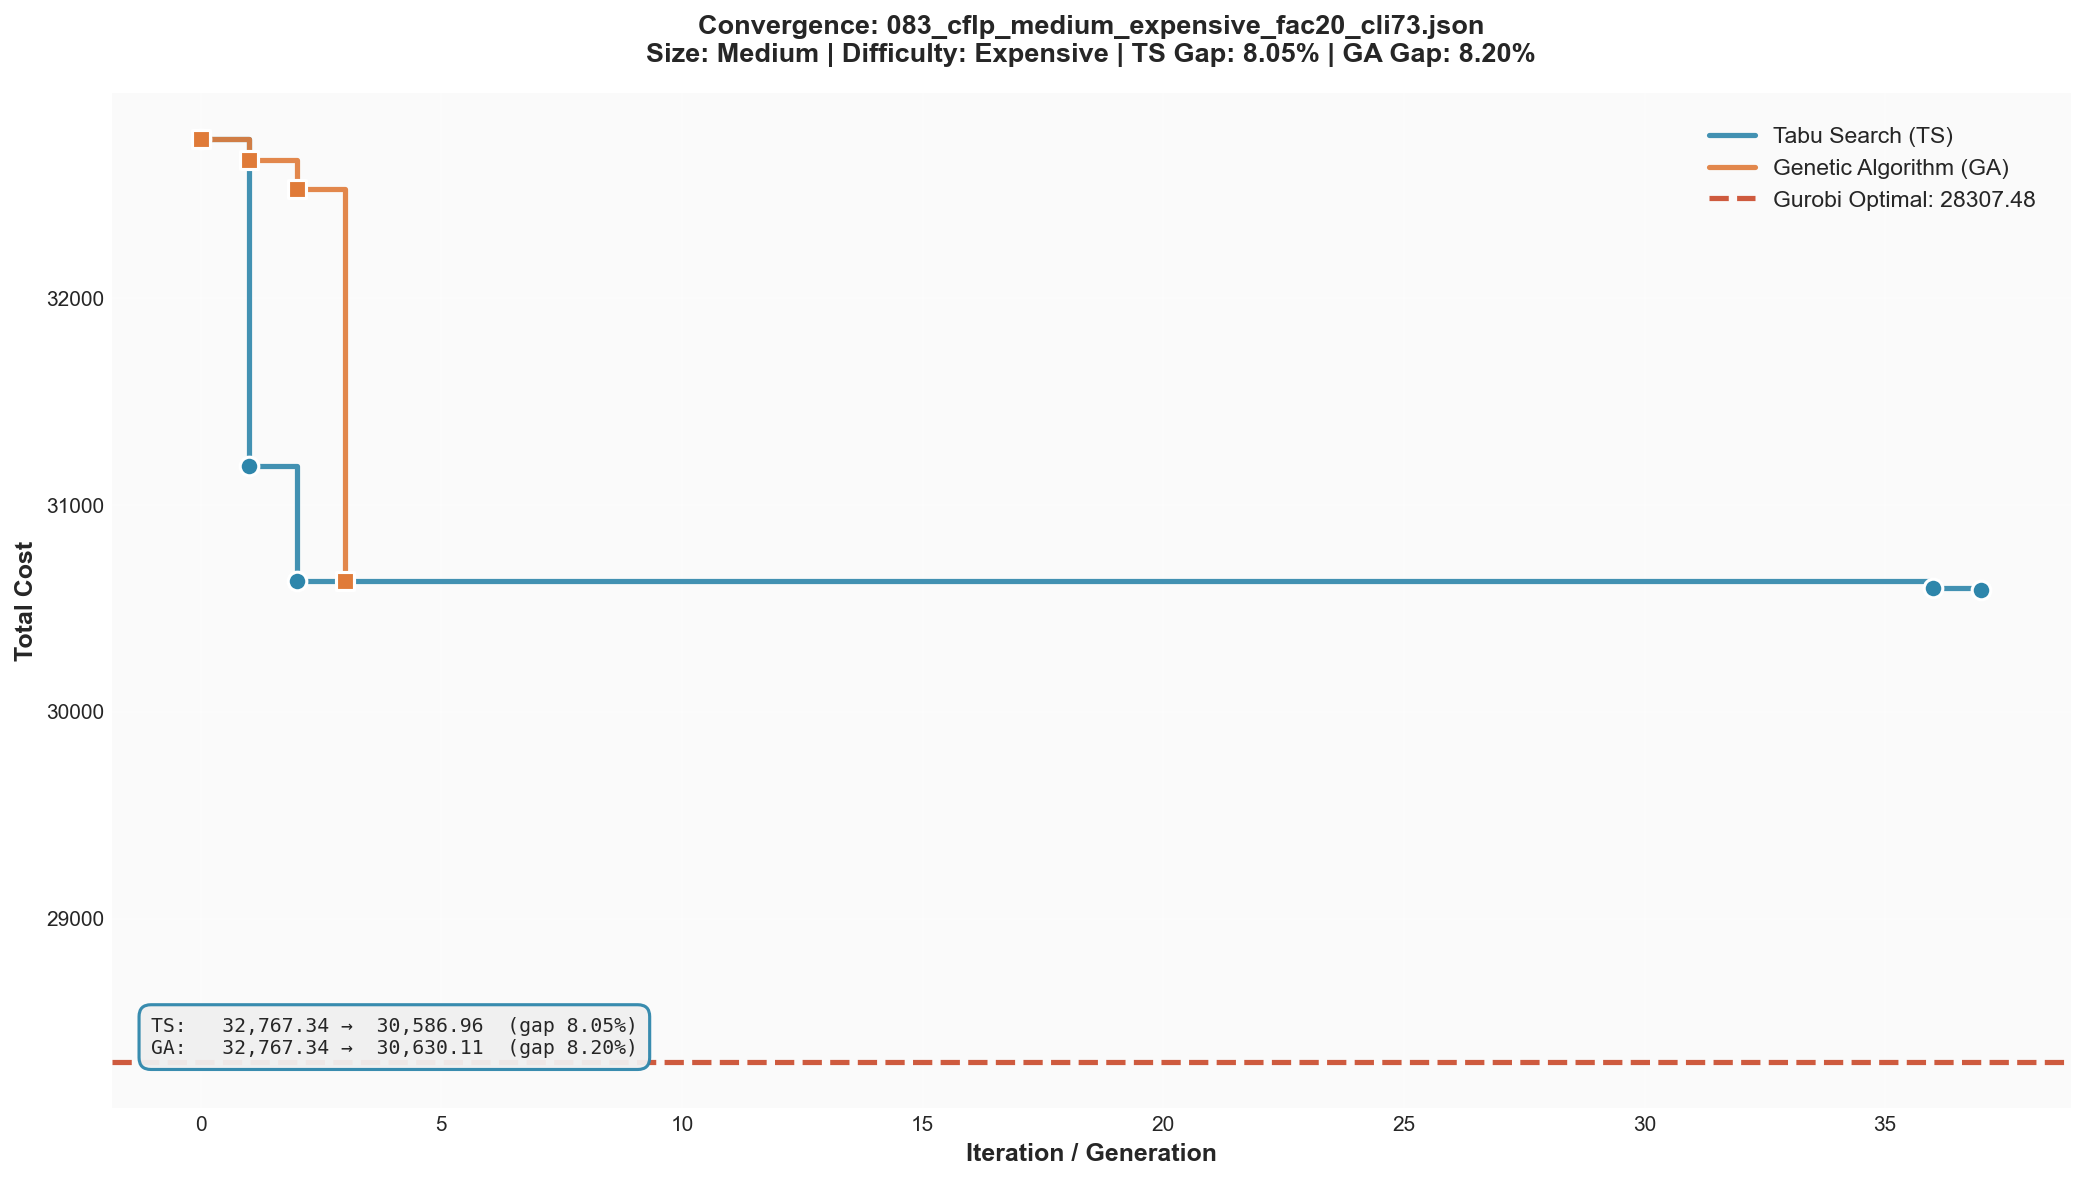 Convergence: 083_cflp_medium_expensive_fac20_cli73.json
Size: Medium | Difficulty: Expensive | TS Gap: 8.05% | GA Gap: 8.20%
Tabu Search (TS)
Genetic Algorithm (GA)
Gurobi Optimal: 28307.48
Total Cost
32000
31000
30000
29000
TS:   32,767.34 →  30,586.96  (gap 8.05%)
GA:   32,767.34 →  30,630.11  (gap 8.20%)
0 5 10 15 20 25 30 35
Iteration / Generation